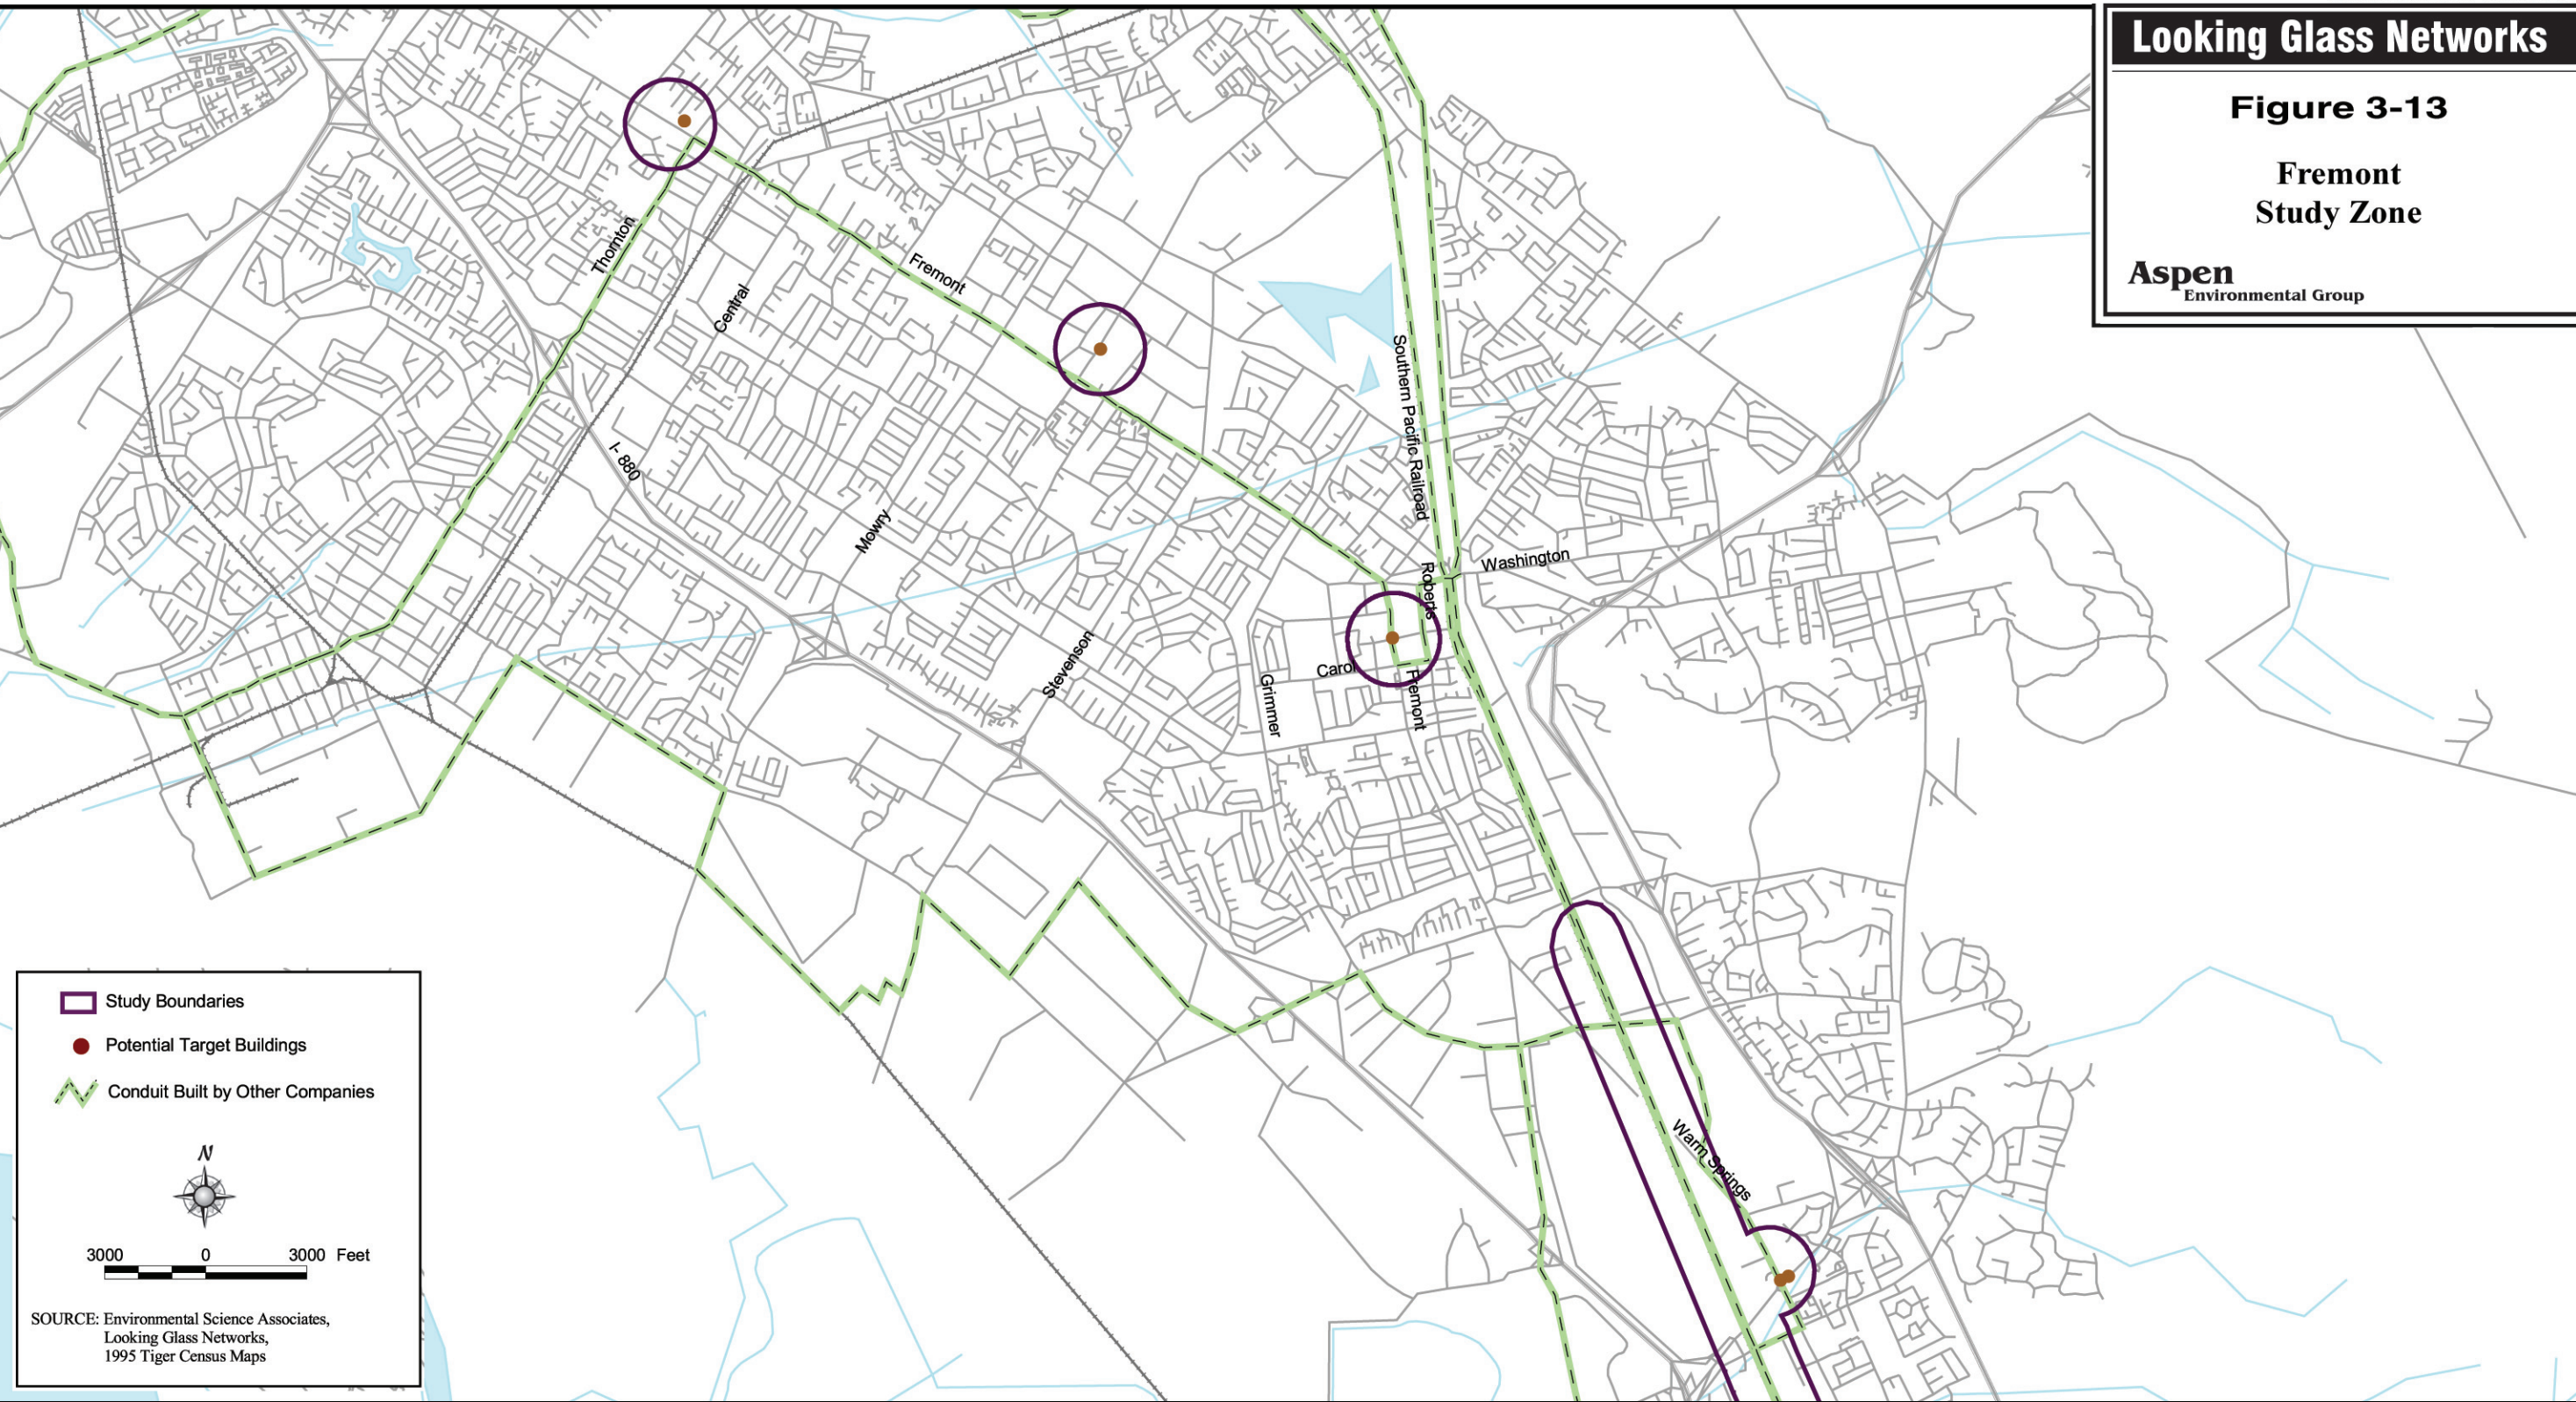 Looking Glass Networks
Figure 3-13
Fremont
Study Zone
Aspen
Environmental Group
Thornton
Central
Fremont
I- 880
Mowry
Stevenson
Southern Pacific Railroad
Washington
Roberts
Carol
Grimmer
Fremont
Warm Springs
Study Boundaries
Potential Target Buildings
Conduit Built by Other Companies
N
3000 0 3000 Feet
SOURCE: Environmental Science Associates,
Looking Glass Networks,
1995 Tiger Census Maps